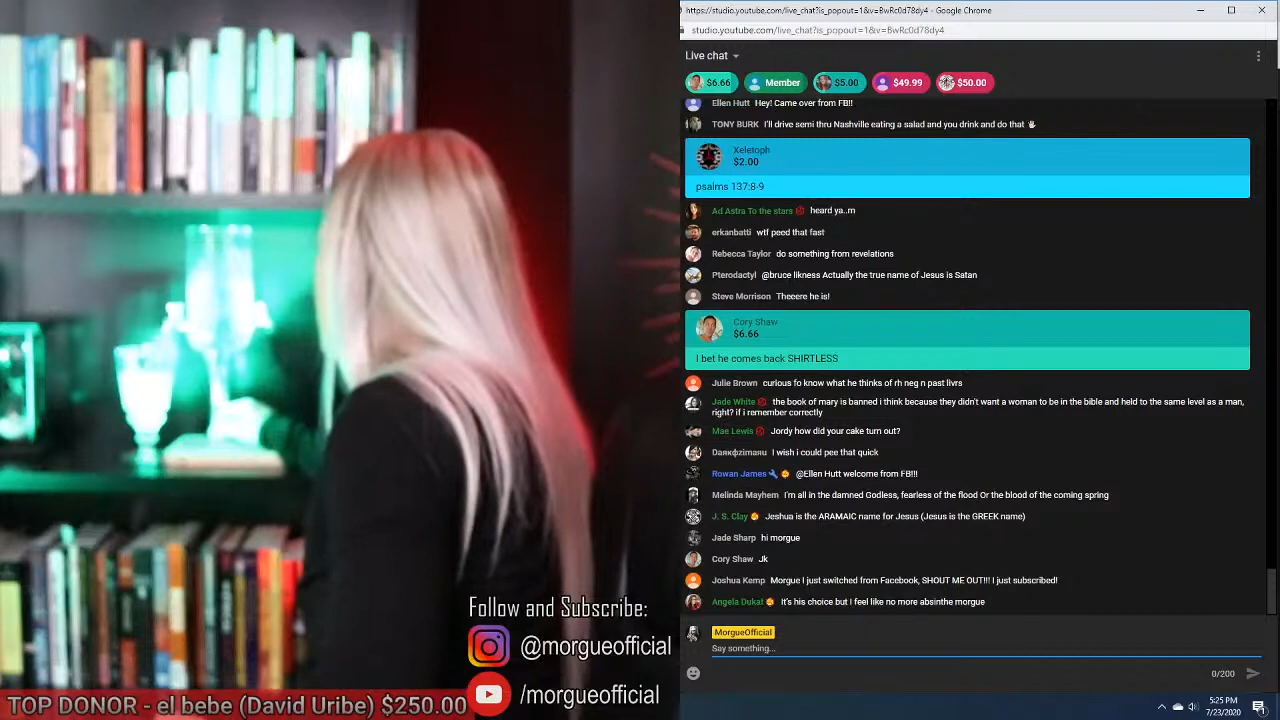 https://studio.youtube.com/live_chat?is_popout=1&v=BwRc0d78dy4 - Google Chrome
studio.youtube.com/live_chat?is_popout=1&v=BwRc0d78dy4
Live chat
$6.66 Member $5.00 $49.99 $50.00
Ellen Hutt Hey! Came over from FB!!
TONY BURK I'll drive semi thru Nashville eating a salad and you drink and do that
Xeletoph
$2.00
psalms 137:8-9
Ad Astra To the stars heard ya..m
erkanbatti wtf peed that fast
Rebecca Taylor do something from revelations
Pterodactyl @bruce likness Actually the true name of Jesus is Satan
Steve Morrison Theeere he is!
Cory Shaw
$6.66
I bet he comes back SHIRTLESS
Julie Brown curious fo know what he thinks of rh neg n past livrs
Jade White the book of mary is banned i think because they didn't want a woman to be in the bible and held to the same level as a man,
right? if i remember correctly
Mae Lewis Jordy how did your cake turn out?
I wish i could pee that quick
Rowan James @Ellen Hutt welcome from FB!!!
Melinda Mayhem I'm all in the damned Godless, fearless of the flood Or the blood of the coming spring
J. S. Clay Jeshua is the ARAMAIC name for Jesus (Jesus is the GREEK name)
Jade Sharp hi morgue
Cory Shaw Jk
Joshua Kemp Morgue I just switched from Facebook, SHOUT ME OUT!!! I just subscribed!
Angela Dukat It's his choice but I feel like no more absinthe morgue
MorgueOfficial
Say something...
0/200
Follow and Subscribe:
@morgueofficial
/morgueofficial
TOP DONOR - el bebe (David Uribe) $250.00
5:25 PM
7/23/2020